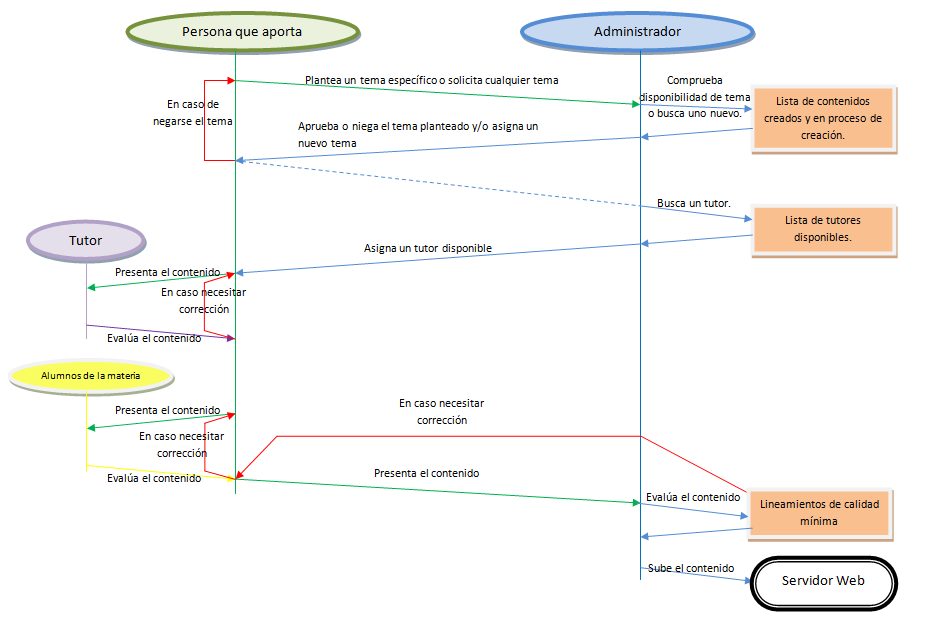 Persona que aporta
Administrador
Plantea un tema específico o solicita cualquier tema
Comprueba
disponibilidad de tema
o busca uno nuevo.
Lista de contenidos
creados y en proceso de
creación.
En caso de
negarse el tema
Aprueba o niega el tema planteado y/o asigna un
nuevo tema
Busca un tutor.
Lista de tutores
disponibles.
Tutor
Asigna un tutor disponible
Presenta el contenido
En caso necesitar
corrección
Evalúa el contenido
Alumnos de la materia
Presenta el contenido
En caso necesitar
corrección
En caso necesitar
corrección
Evalúa el contenido
Presenta el contenido
Evalúa el contenido
Lineamientos de calidad
mínima
Sube el contenido
Servidor Web